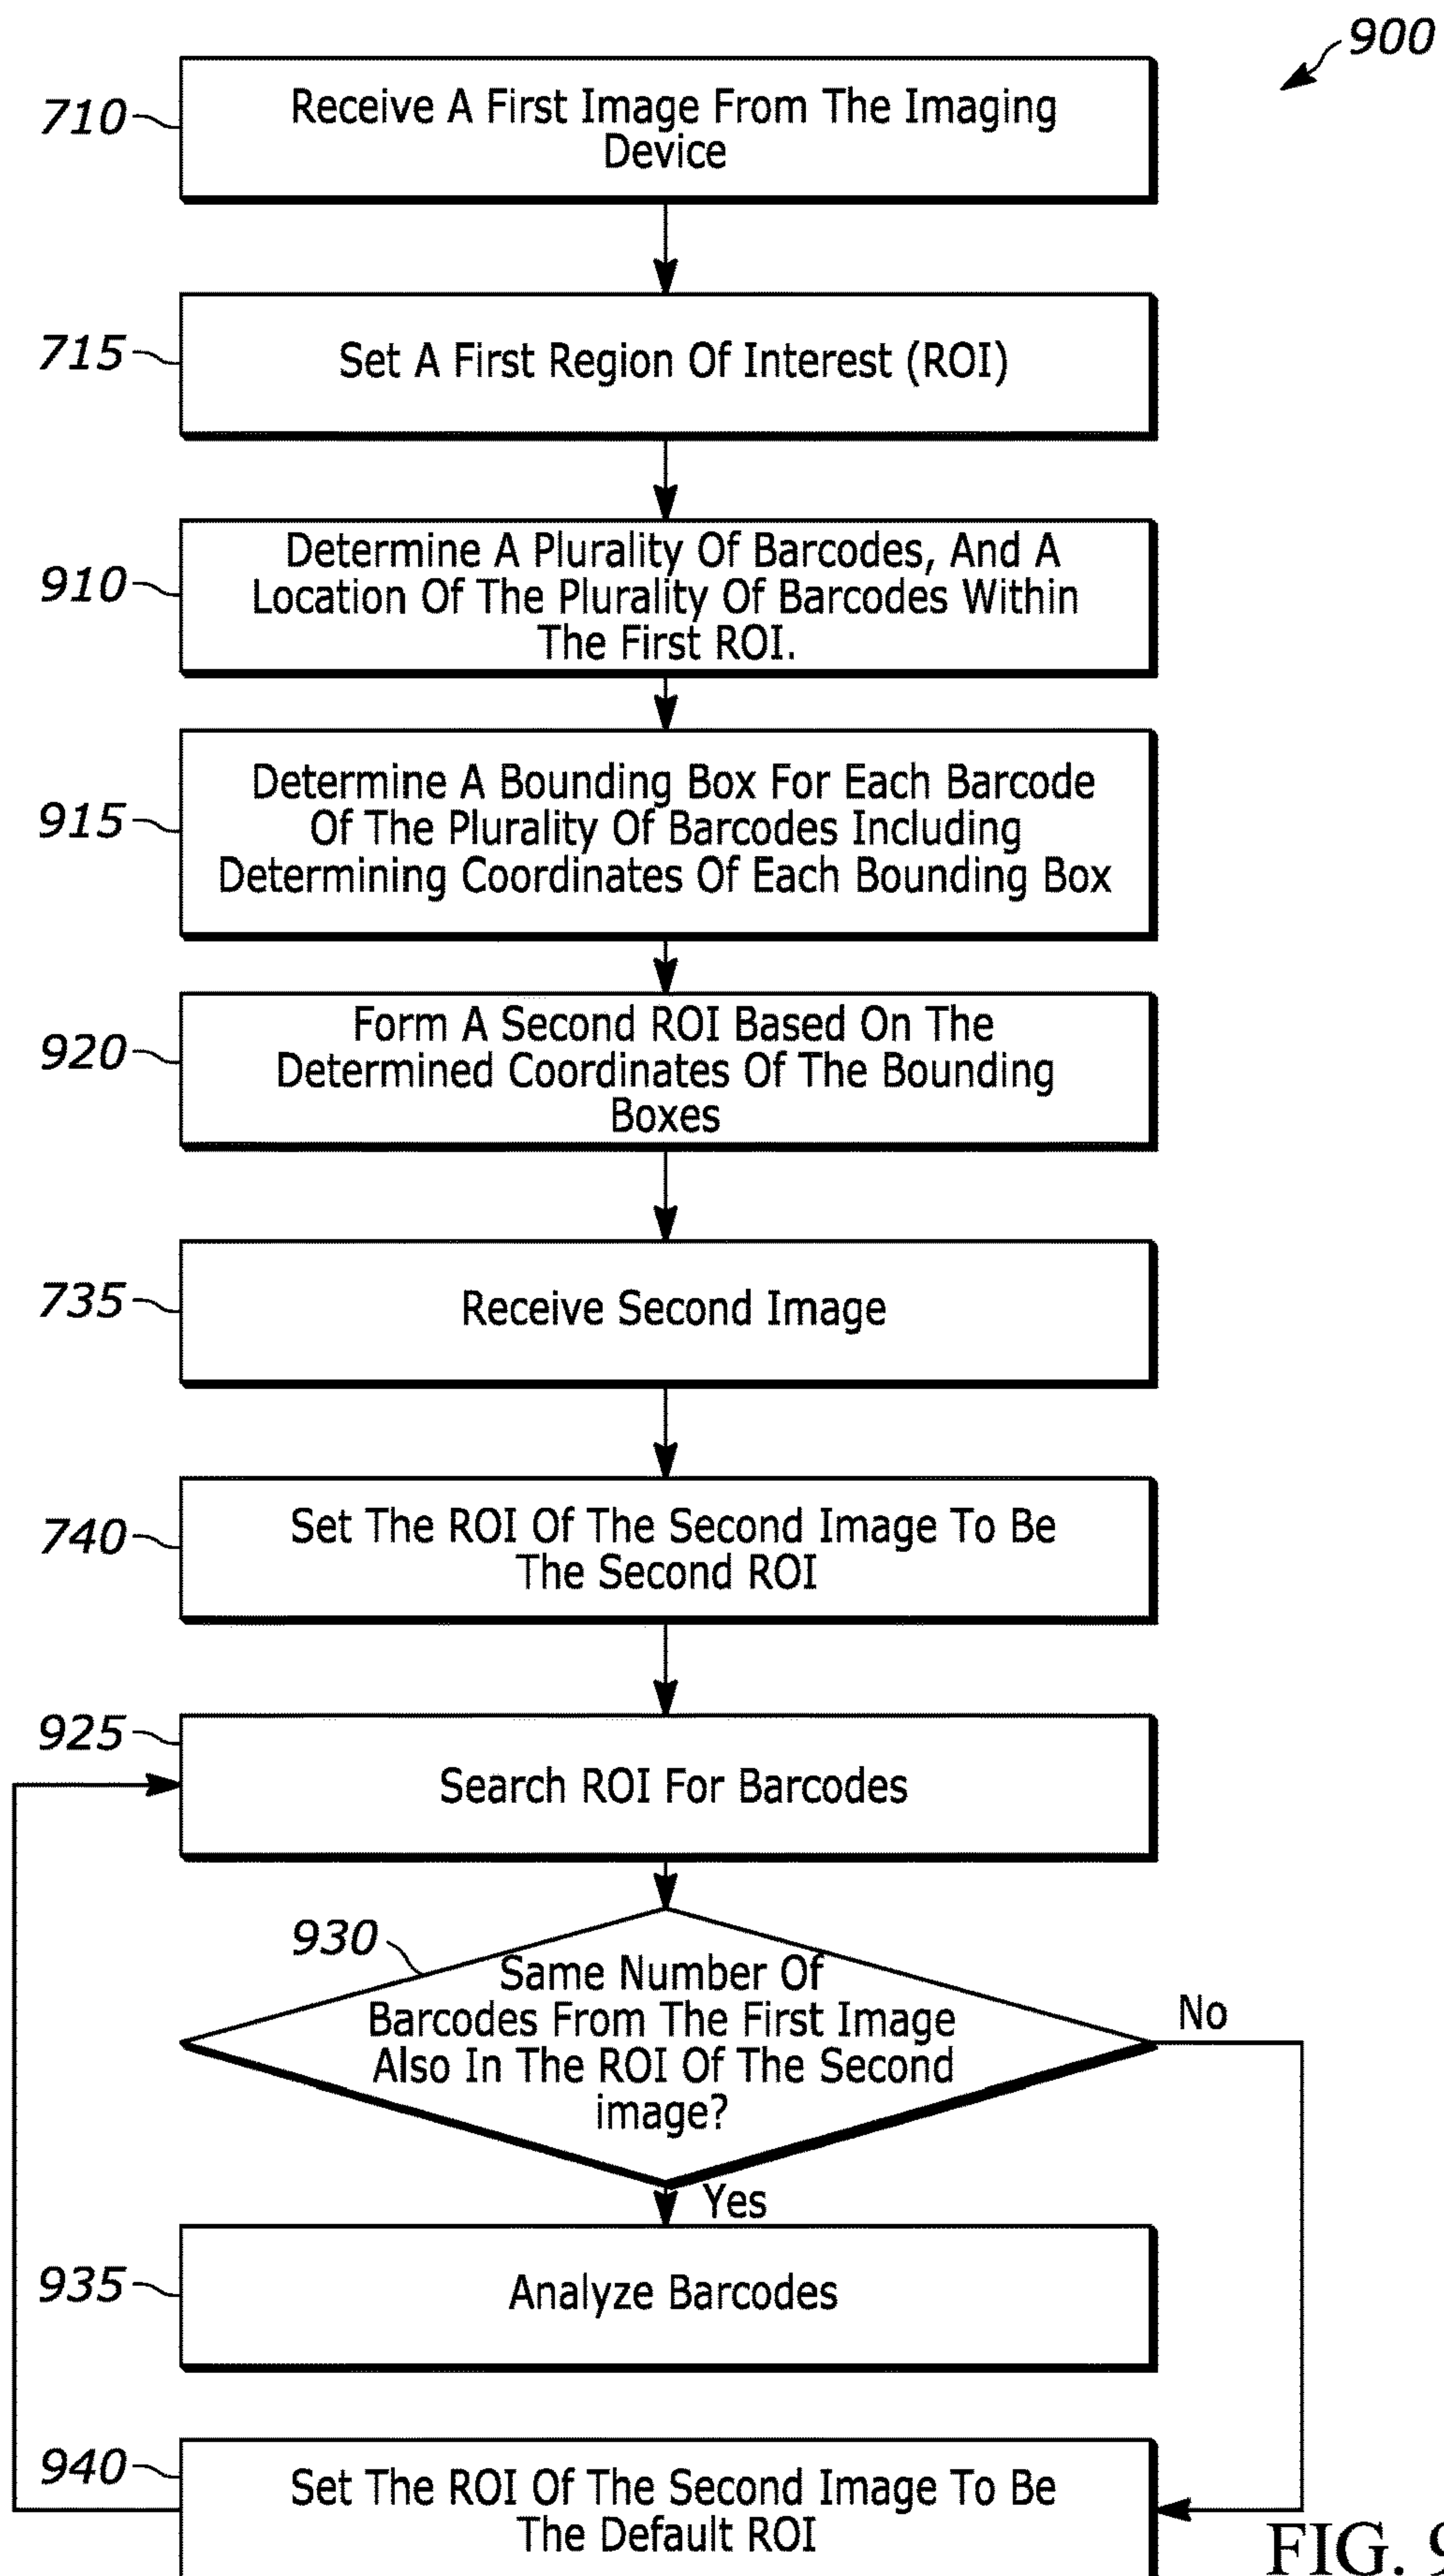 900
710
Receive A First Image From The Imaging
Device
715
Set A First Region Of Interest (ROI)
910
Determine A Plurality Of Barcodes, And A
Location Of The Plurality Of Barcodes Within
The First ROI.
915
Determine A Bounding Box For Each Barcode
Of The Plurality Of Barcodes Including
Determining Coordinates Of Each Bounding Box
920
Form A Second ROI Based On The
Determined Coordinates Of The Bounding
Boxes
735
Receive Second Image
740
Set The ROI Of The Second Image To Be
The Second ROI
925
Search ROI For Barcodes
930
Same Number Of
Barcodes From The First Image
Also In The ROI Of The Second
image?
No
Yes
935
Analyze Barcodes
940
Set The ROI Of The Second Image To Be
The Default ROI
FIG. 9